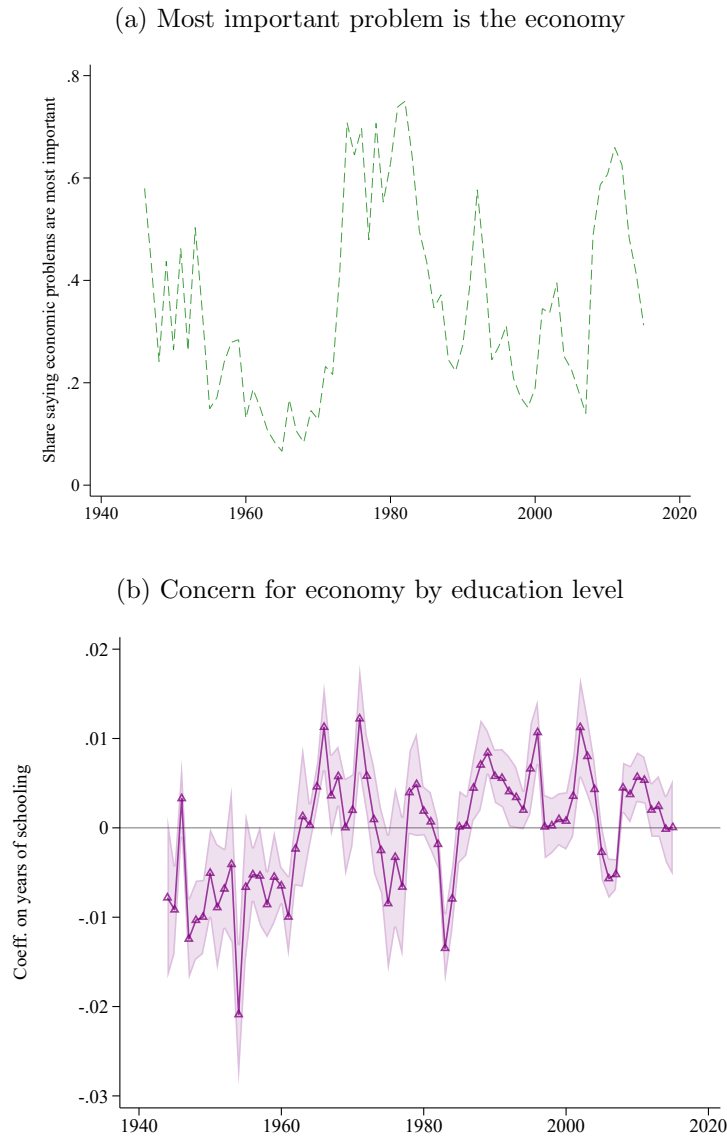 (a) Most important problem is the economy
Share saying economic problems are most important
.8
.6
.4
.2
0
1940 1960 1980 2000 2020
(b) Concern for economy by education level
Coeff. on years of schooling
.02
.01
0
-.01
-.02
-.03
1940 1960 1980 2000 2020